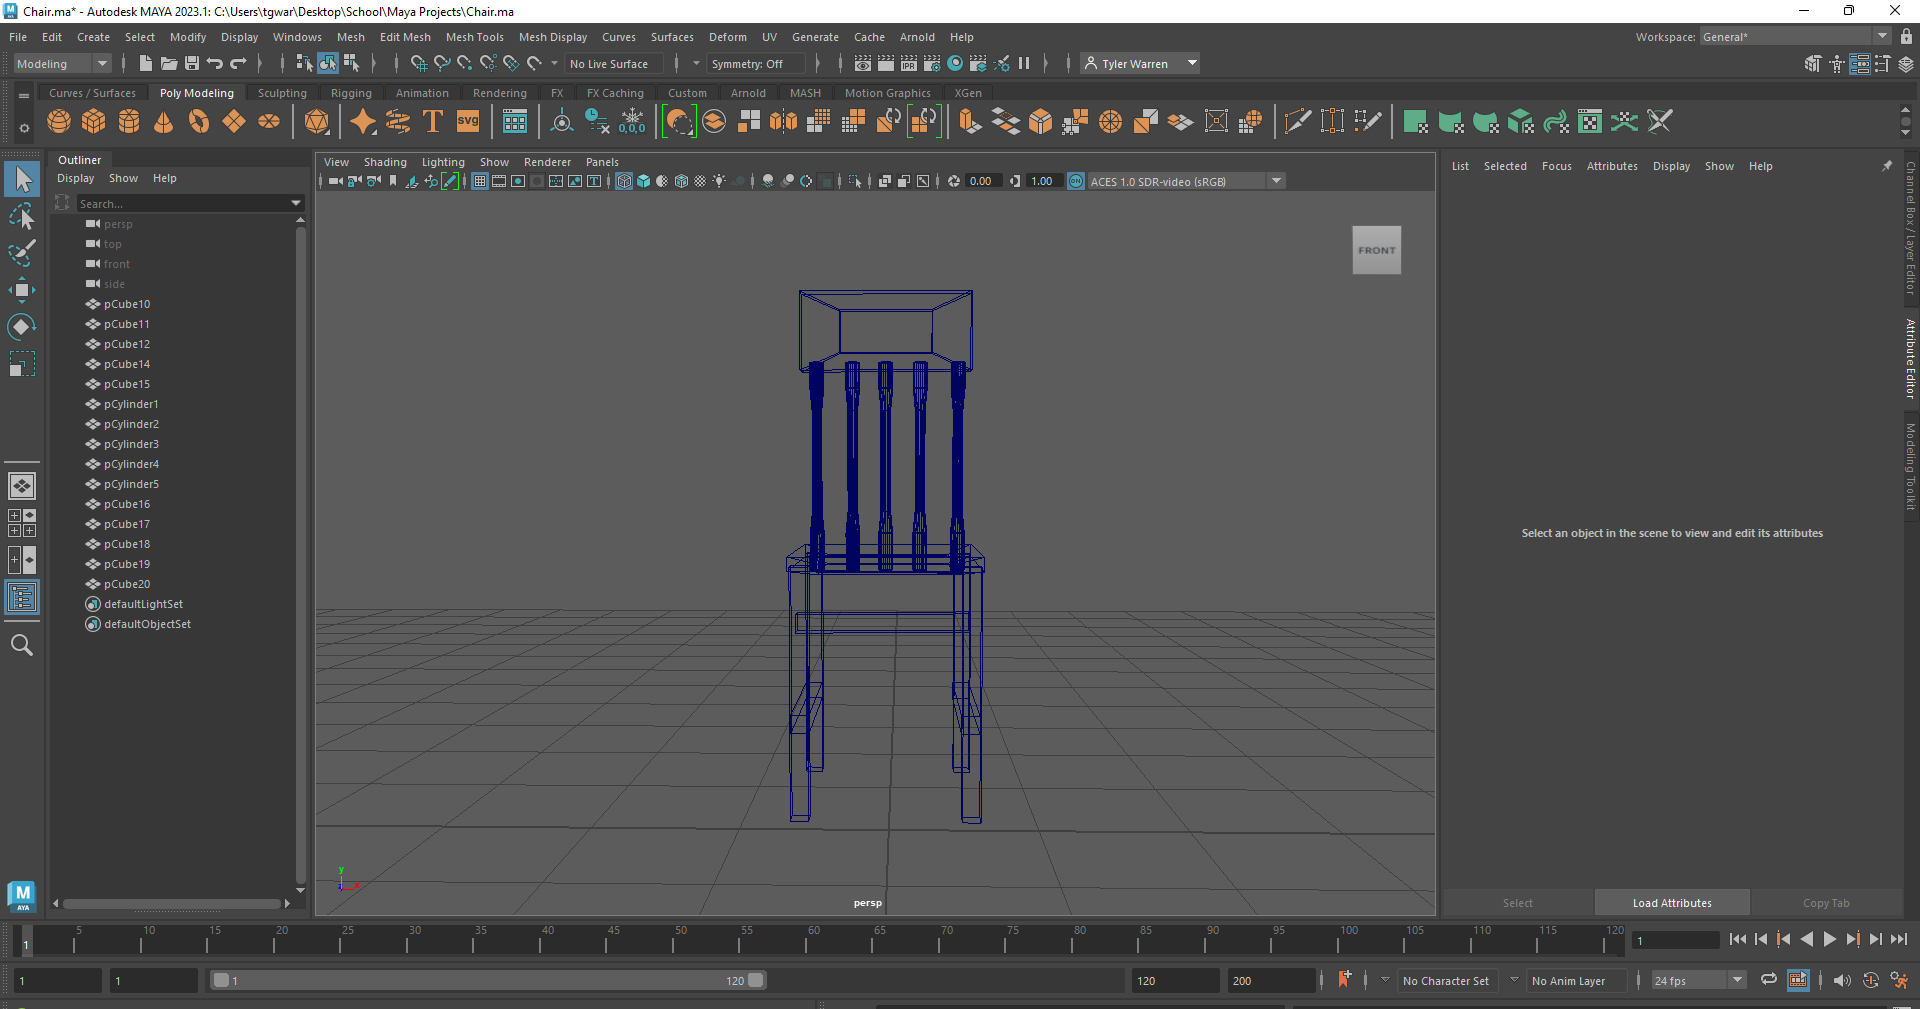 Chair.ma* - Autodesk MAYA 2023.1: C:\Users\tgwar\Desktop\School\Maya Projects\Chair.ma
File Edit Create Select Modify Display Windows Mesh Edit Mesh Mesh Tools Mesh Display Curves Surfaces Deform UV Generate Cache Arnold Help Workspace: General*
Modeling No Live Surface Symmetry: Off IPR Tyler Warren
Curves / Surfaces Poly Modeling Sculpting Rigging Animation Rendering FX FX Caching Custom Arnold MASH Motion Graphics XGen
T SVG 0,0,0
Outliner
Display Show Help
Search...
persp
top
front
side
pCube10
pCube11
pCube12
pCube14
pCube15
pCylinder1
pCylinder2
pCylinder3
pCylinder4
pCylinder5
pCube16
pCube17
pCube18
pCube19
pCube20
defaultLightSet
defaultObjectSet
M
AYA
View Shading Lighting Show Renderer Panels
0.00 1.00 ON ACES 1.0 SDR-video (sRGB)
FRONT
y
persp
List Selected Focus Attributes Display Show Help
Select an object in the scene to view and edit its attributes
Select Load Attributes Copy Tab
Channel Box / Layer Editor
Attribute Editor
Modeling Toolkit
1 5 10 15 20 25 30 35 40 45 50 55 60 65 70 75 80 85 90 95 100 105 110 115 120 1
1 1 1 120 120 200 No Character Set No Anim Layer 24 fps